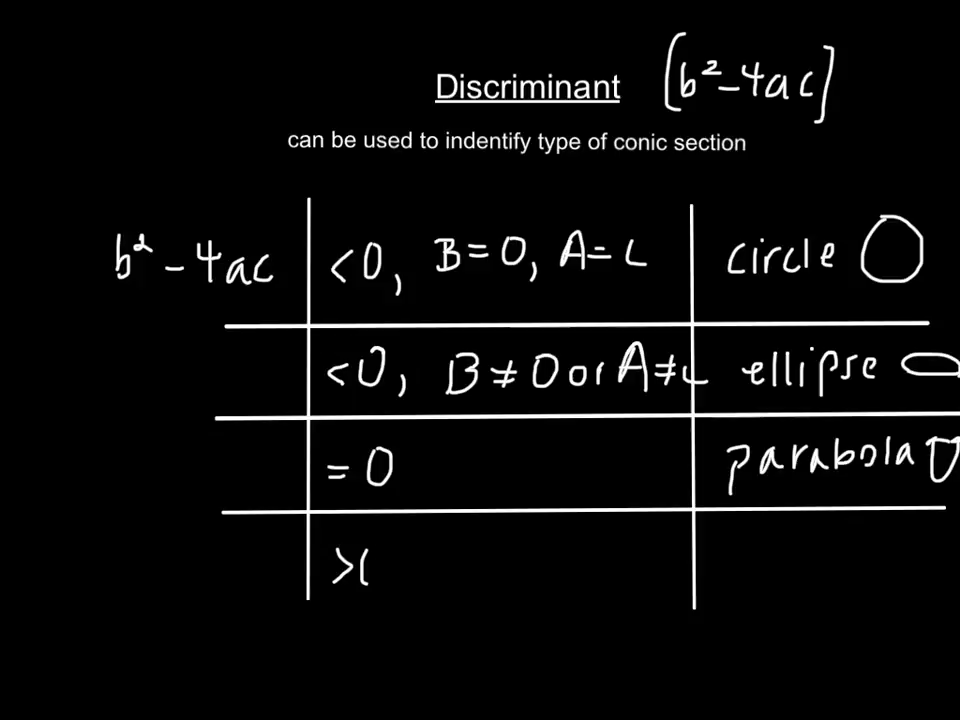 Discriminant [b²-4ac]
can be used to indentify type of conic section
b²-4ac <0, B=0, A=C circle
<0, B≠0 or A≠C ellipse
=0 parabola
>